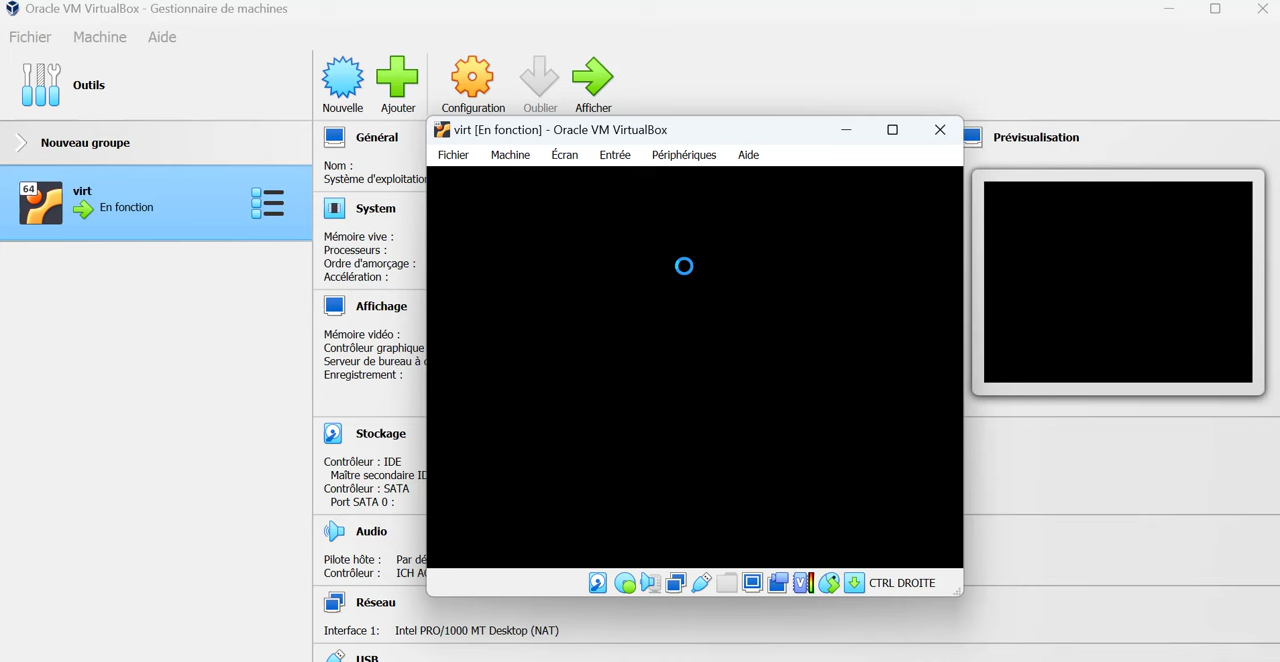 Oracle VM VirtualBox - Gestionnaire de machines
Fichier Machine Aide
Outils
Nouvelle Ajouter Configuration Oublier Afficher
Nouveau groupe
64
virt
En fonction
Général
Nom :
Système d'exploitation
System
Mémoire vive :
Processeurs :
Ordre d'amorçage :
Accélération :
Affichage
Mémoire vidéo :
Contrôleur graphique
Serveur de bureau à
Enregistrement :
Stockage
Contrôleur : IDE
Maître secondaire
Contrôleur : SATA
Port SATA 0 :
Audio
Pilote hôte : Par
Contrôleur : ICH
Réseau
Interface 1: Intel PRO/1000 MT Desktop (NAT)
USB
virt [En fonction] - Oracle VM VirtualBox
Fichier Machine Écran Entrée Périphériques Aide
CTRL DROITE
Prévisualisation